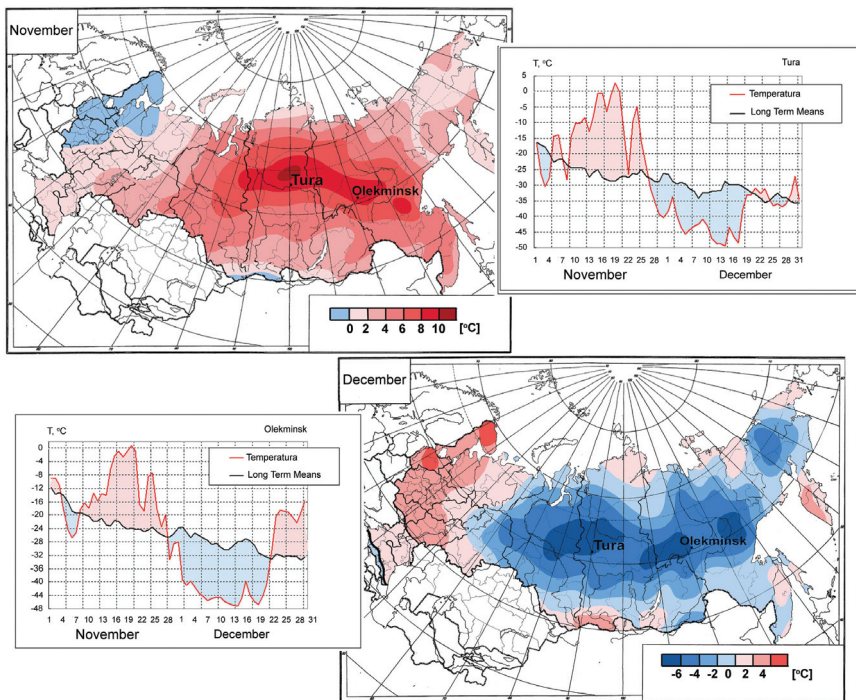 November
Tura
Olekminsk
0 2 4 6 8 10 [°C]
T, °C Tura
Temperatura
Long Term Means
5
0
-5
-10
-15
-20
-25
-30
-35
-40
-45
-50
1 4 7 10 13 16 19 22 25 28 1 4 7 10 13 16 19 22 25 28 31
November December
T, °C Olekminsk
Temperatura
Long Term Means
0
-4
-8
-12
-16
-20
-24
-28
-32
-36
-40
-44
-48
1 4 7 10 13 16 19 22 25 28 1 4 7 10 13 16 19 22 25 28 31
November December
December
Tura
Olekminsk
-6 -4 -2 0 2 4 [°C]